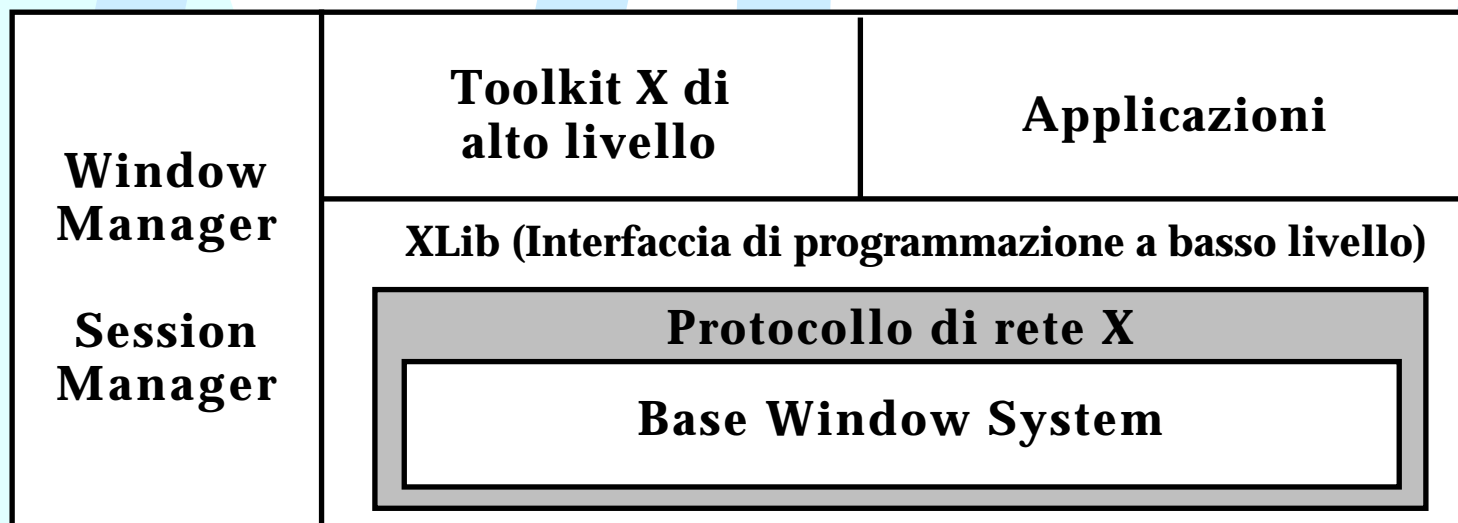 Window
Manager
Session
Manager
Toolkit X di
alto livello
Applicazioni
XLib (Interfaccia di programmazione a basso livello)
Protocollo di rete X
Base Window System